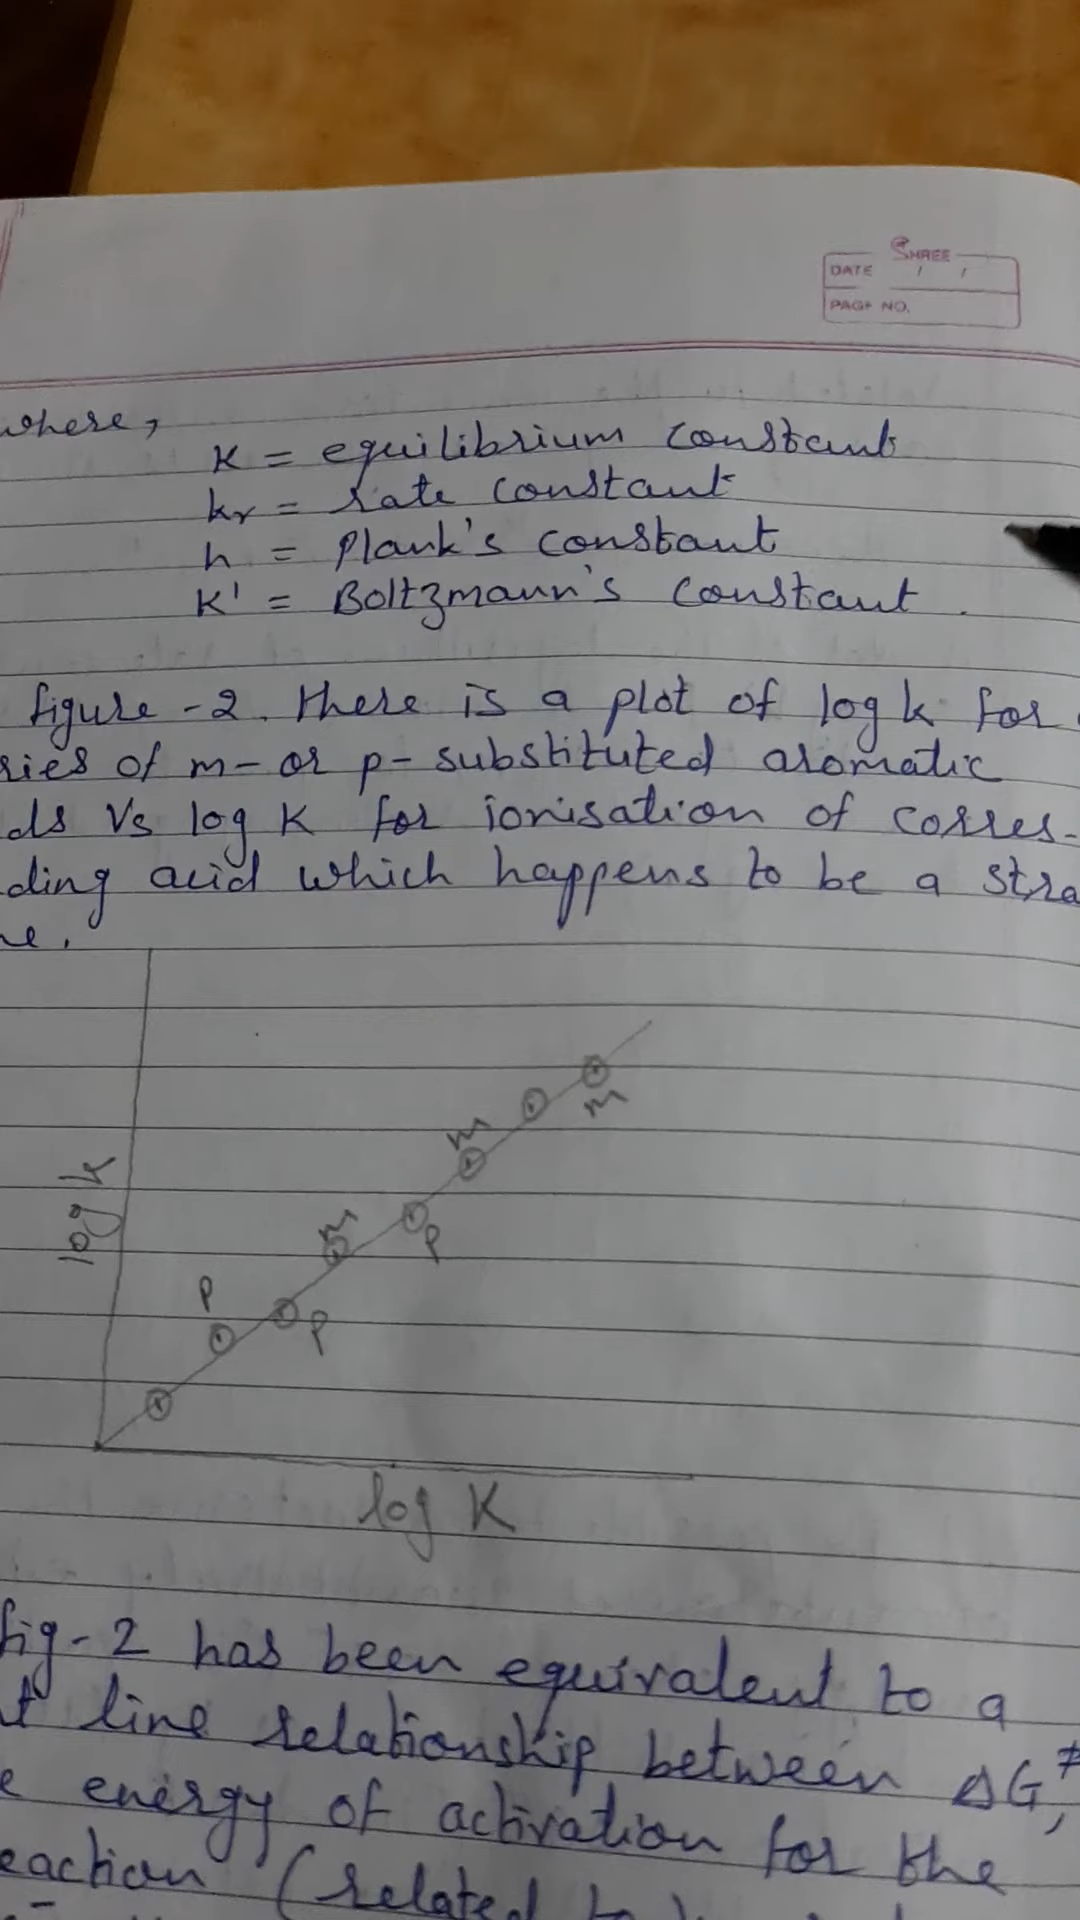 SHREE
DATE / /
PAGE NO.
where,
K = equilibrium constant
kr = rate constant
h = Plank's constant
K' = Boltzmann's constant.
figure-2. there is a plot of log k for
ries of m- or p- substituted aromatic
ds Vs log K for ionisation of corres-
ding acid which happens to be a stra
ne.
m
m
m
P
P
P
log k
log K
fig-2 has been equivalent to a
t line relationship between ΔG≠,
e energy of activation for the
eaction (related to